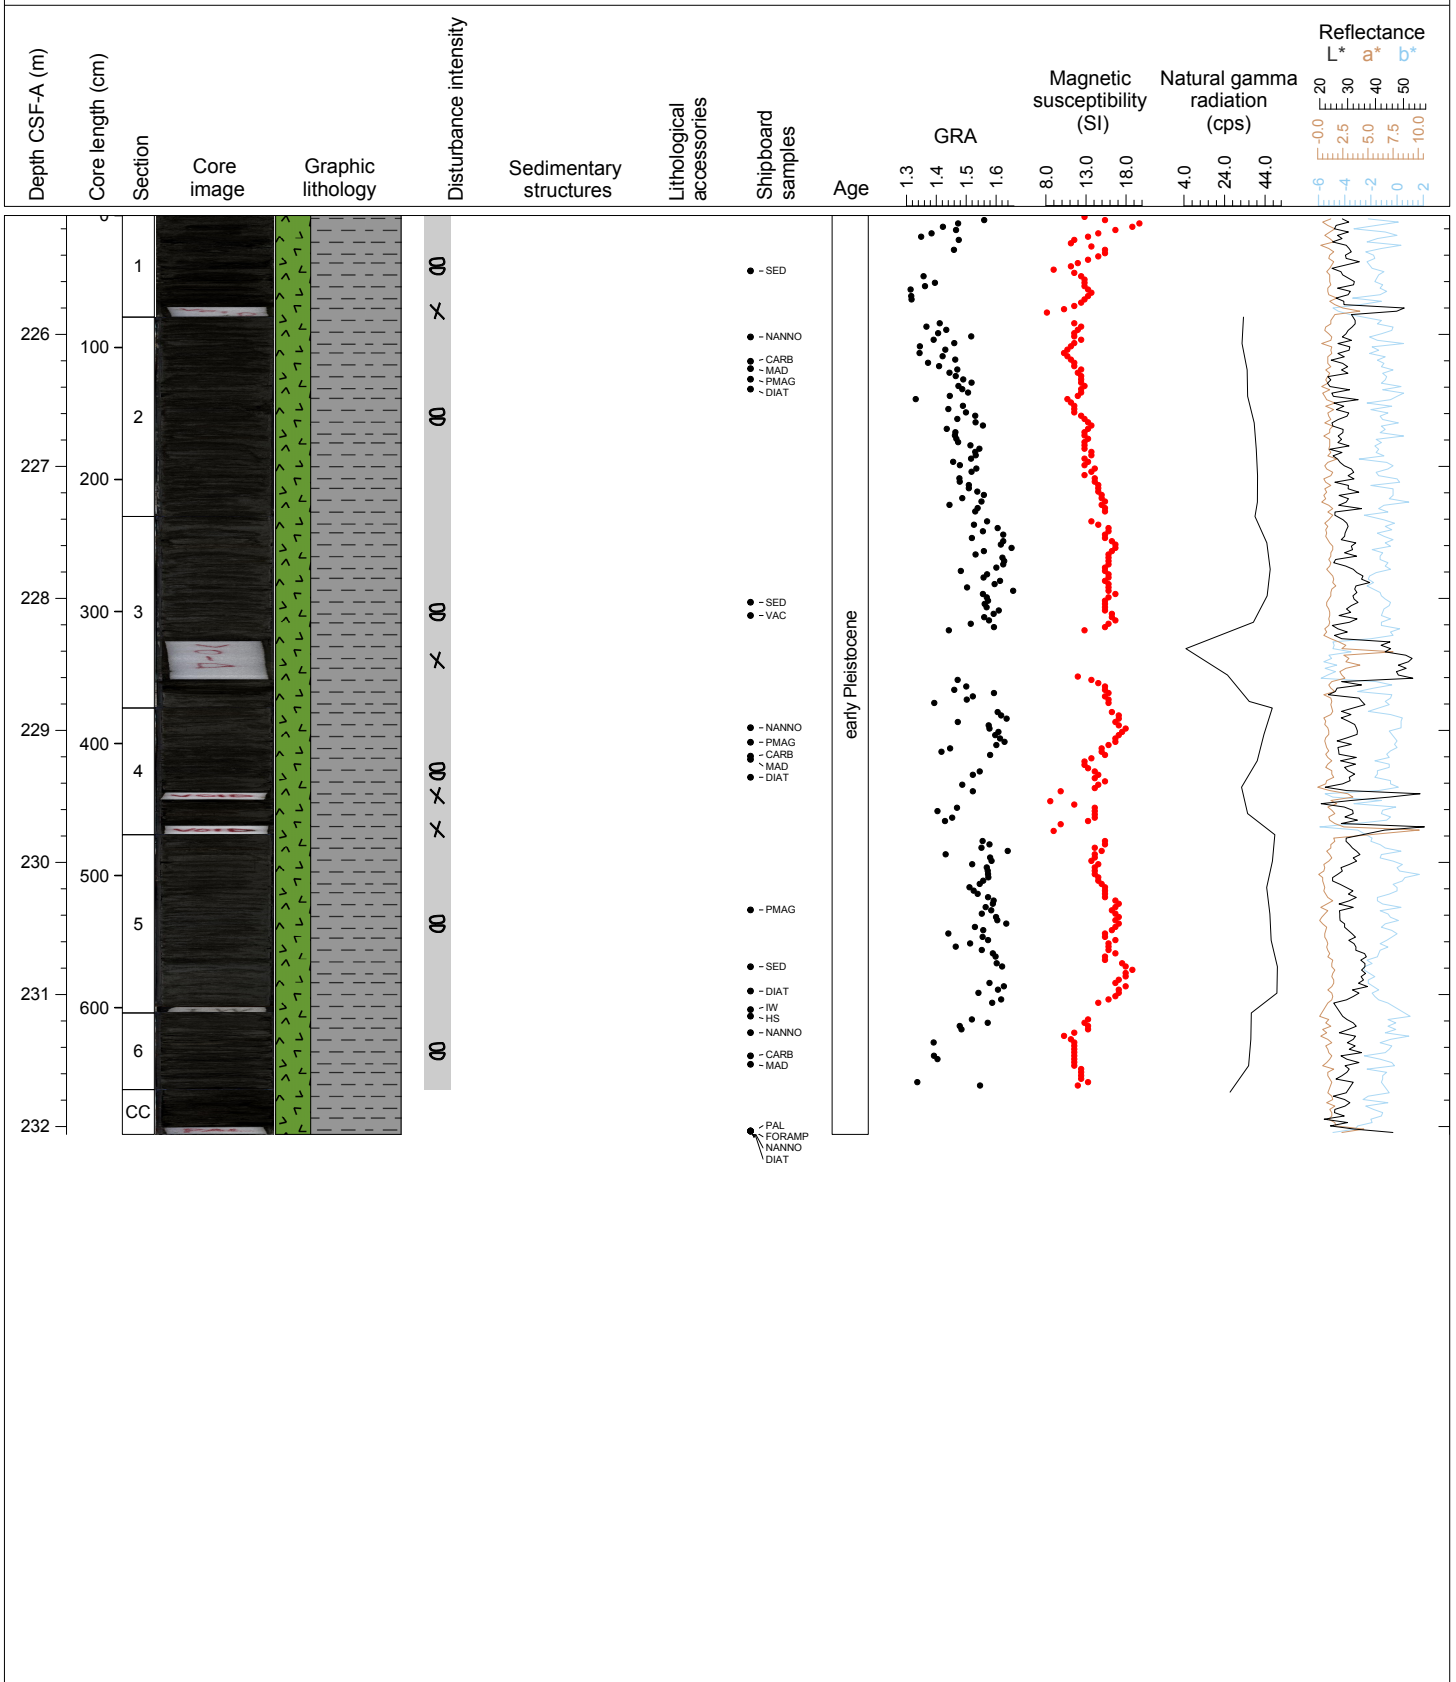 Depth CSF-A (m)
Core length (cm)
Section
Core
image
Graphic
lithology
Disturbance intensity
Sedimentary
structures
Lithological
accessories
Shipboard
samples
Age
GRA
1.3 1.4 1.5 1.6
Magnetic
susceptibility
(SI)
8.0 13.0 18.0
Natural gamma
radiation
(cps)
4.0 24.0 44.0
Reflectance
L* a* b*
20 30 40 50
-0.0 2.5 5.0 7.5 10.0
-6 -4 -2 0 2
226
227
228
229
230
231
232
0
100
200
300
400
500
600
1
2
3
4
5
6
CC
VOID
VOID
SED
NANNO
CARB
MAD
PMAG
DIAT
SED
VAC
NANNO
PMAG
CARB
MAD
DIAT
PMAG
SED
DIAT
IW
HS
NANNO
CARB
MAD
PAL
FORAMP
NANNO
DIAT
early Pleistocene